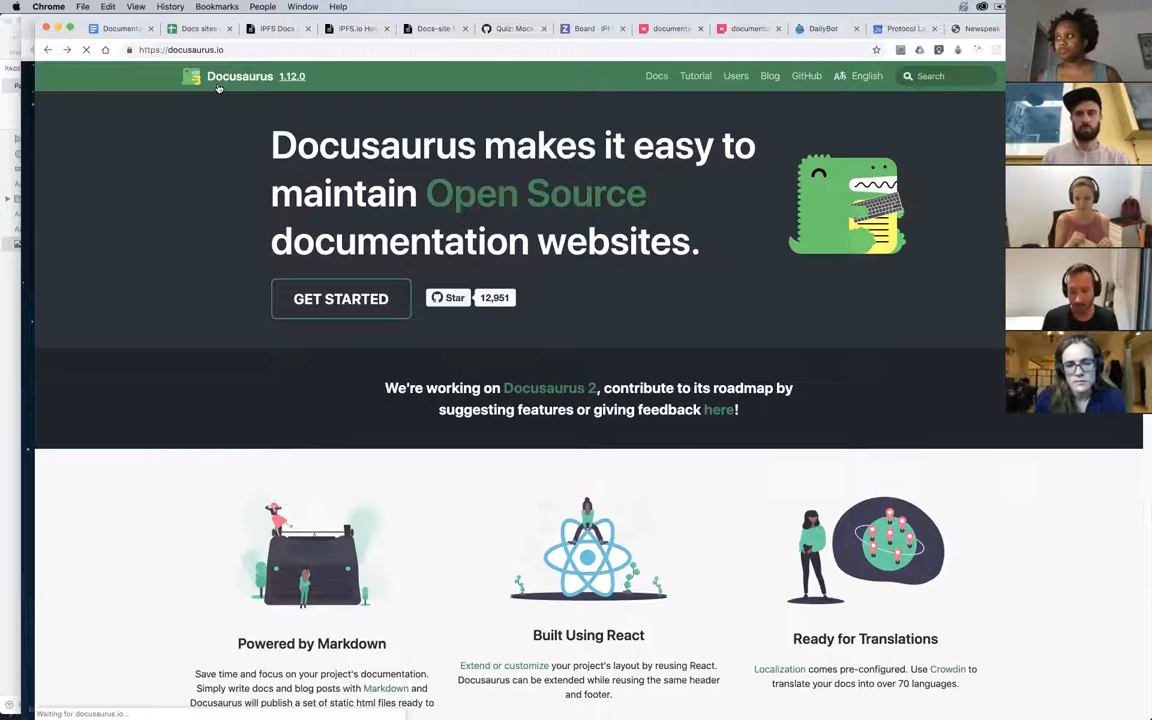 Chrome File Edit View History Bookmarks People Window Help
Documenta Docs sites IPFS Docs IPFS.io Ho Docs-site Quiz: Mock Board - IPF documente documenta DailyBot Protocol La Newspeak
https://docusaurus.io
Docusaurus 1.12.0 Docs Tutorial Users Blog GitHub English Search
Docusaurus makes it easy to
maintain Open Source
documentation websites.
GET STARTED Star 12,951
We're working on Docusaurus 2, contribute to its roadmap by
suggesting features or giving feedback here!
Powered by Markdown
Save time and focus on your project's documentation.
Simply write docs and blog posts with Markdown and
Docusaurus will publish a set of static html files ready to
Built Using React
Extend or customize your project's layout by reusing React.
Docusaurus can be extended while reusing the same header
and footer.
Ready for Translations
Localization comes pre-configured. Use Crowdin to
translate your docs into over 70 languages.
Waiting for docusaurus.io...